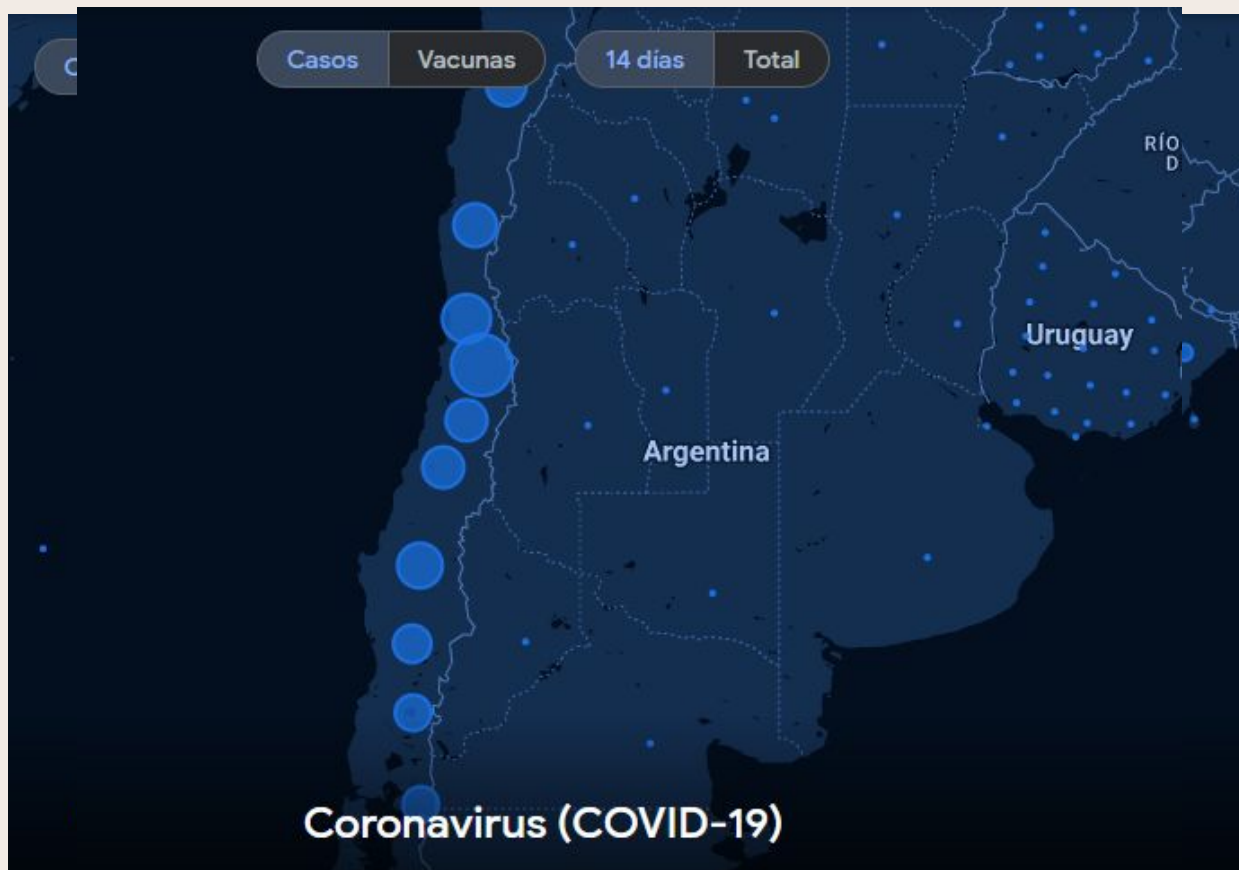 C
Casos
Vacunas
14 días
Total
RÍO
D
Uruguay
Argentina
Coronavirus (COVID-19)